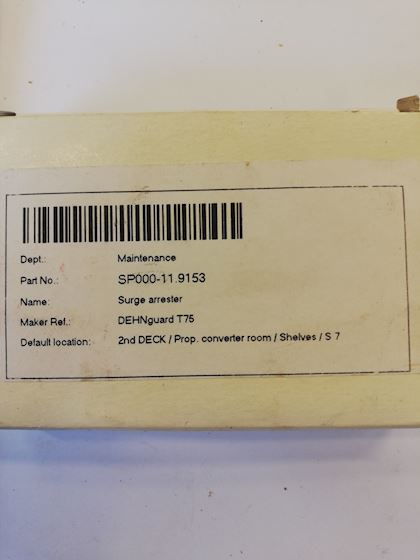 Dept.: Maintenance
Part No.: SP000-11.9153
Name: Surge arrester
Maker Ref.: DEHNguard T75
Default location: 2nd DECK / Prop. converter room / Shelves / S 7